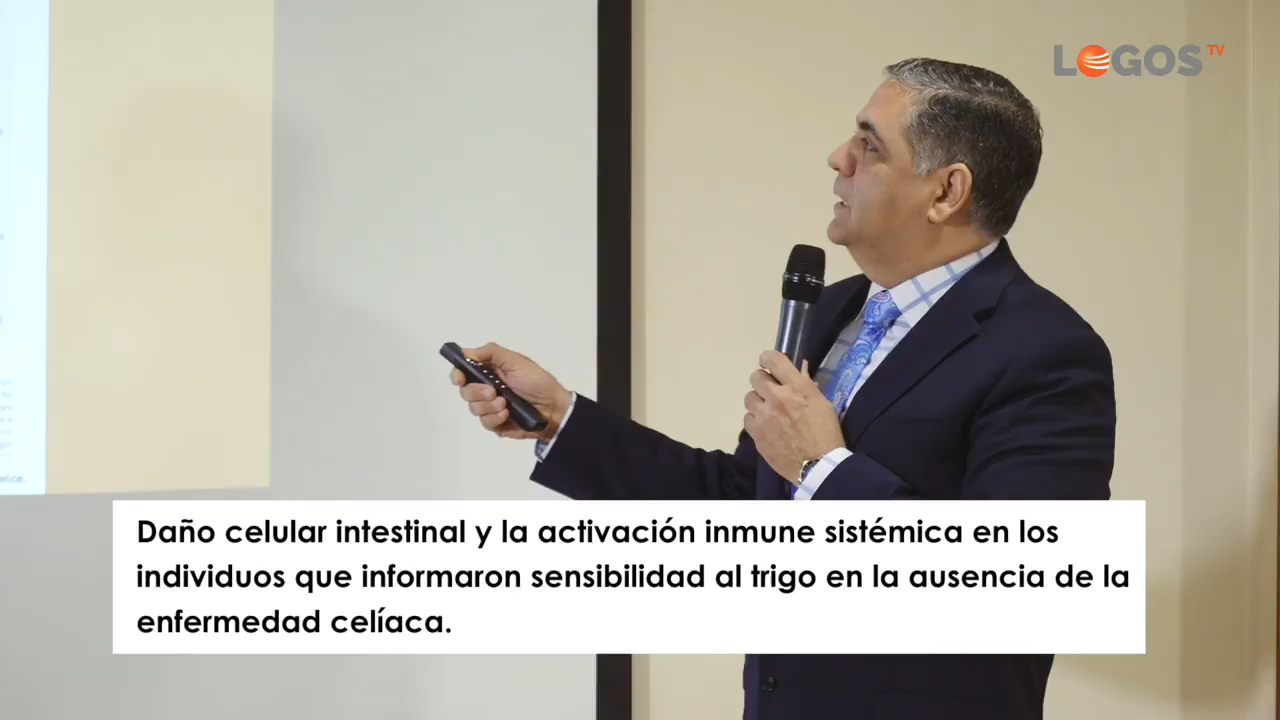 LOGOS TV
ence.
Daño celular intestinal y la activación inmune sistémica en los
individuos que informaron sensibilidad al trigo en la ausencia de la
enfermedad celíaca.